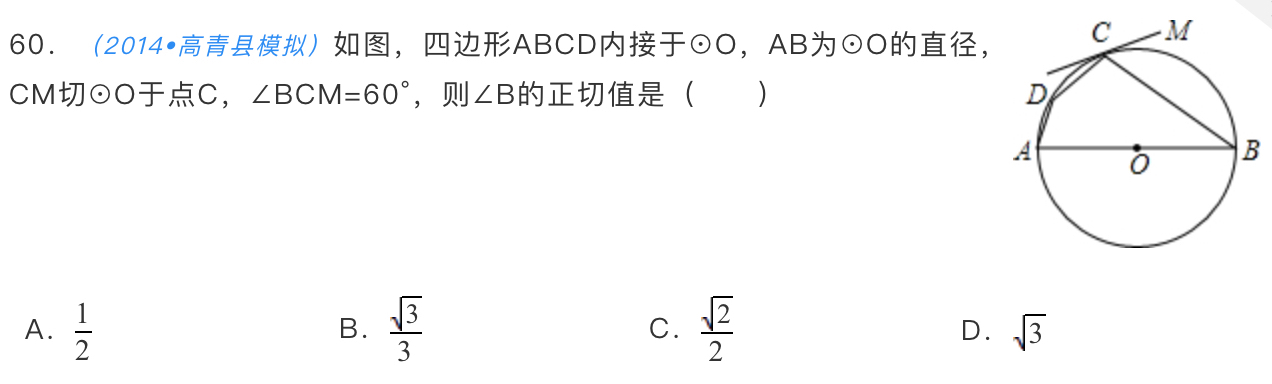 60. （2014•高青县模拟）如图，四边形ABCD内接于⊙O，AB为⊙O的直径，
CM切⊙O于点C，∠BCM=60°，则∠B的正切值是（　　）
C M
D
A O B
A. 1/2 B. √3/3 C. √2/2 D. √3